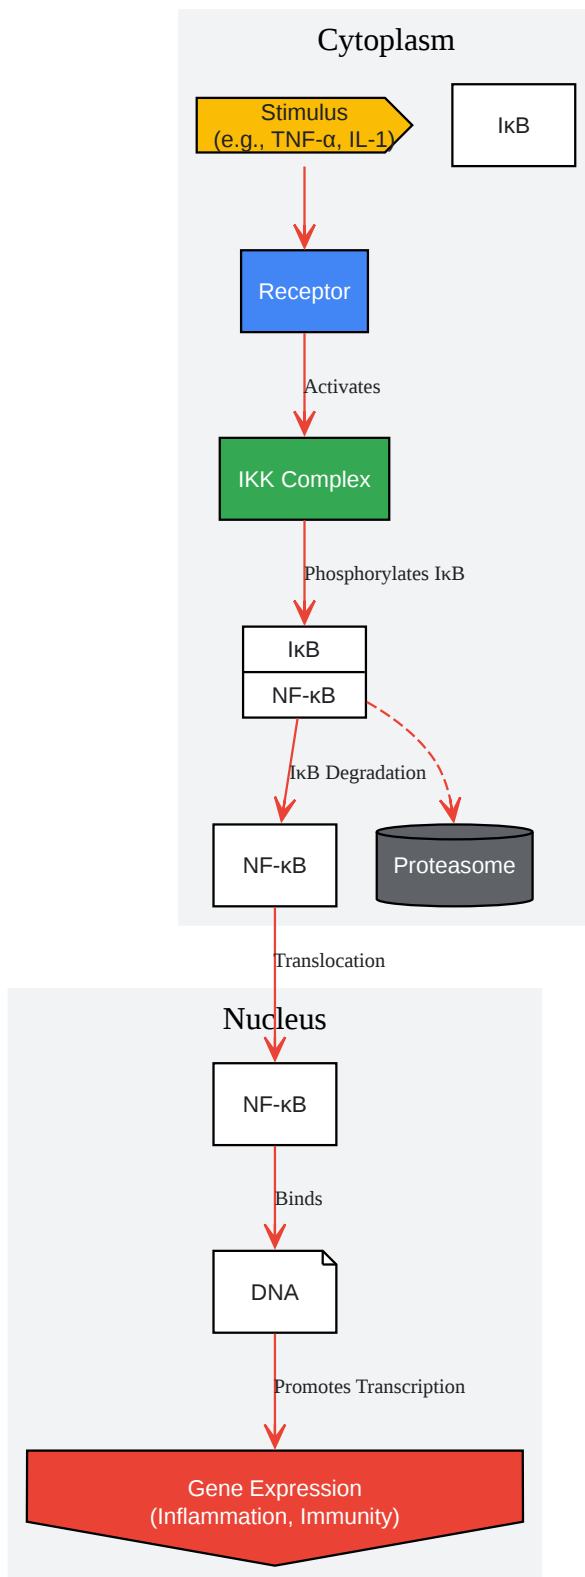 Cytoplasm
Stimulus
(e.g., TNF-α, IL-1)
IκB
Receptor
Activates
IKK Complex
Phosphorylates IκB
IκB
NF-κB
IκB Degradation
NF-κB
Proteasome
Translocation
Nucleus
NF-κB
Binds
DNA
Promotes Transcription
Gene Expression
(Inflammation, Immunity)